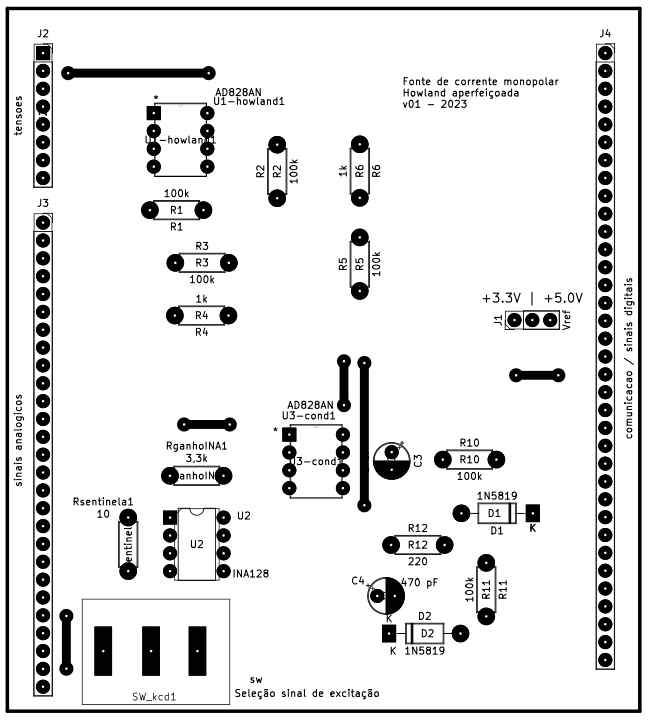 J2
J4
tensoes
AD828AN
U1-howland1
*
U1-howland1
Fonte de corrente monopolar
Howland aperfeiçoada
v01 – 2023
R2
R2
100k
1k
R6
R6
100k
R1
R1
J3
R3
R3
100k
R5
R5
100k
1k
R4
R4
+3.3V | +5.0V
J1
Vref
comunicacao / sinais digitais
sinais analogicos
AD828AN
U3-cond1
*
C3
+
RganhoINA1
3,3k
R10
R10
100k
Rsentinela1
10
U2
U2
INA128
1N5819
D1
D1
K
R12
R12
220
C4
+
470 pF
100k
R11
R11
K
D2
D2
K
1N5819
SW_kcd1
sw
Seleção sinal de excitação